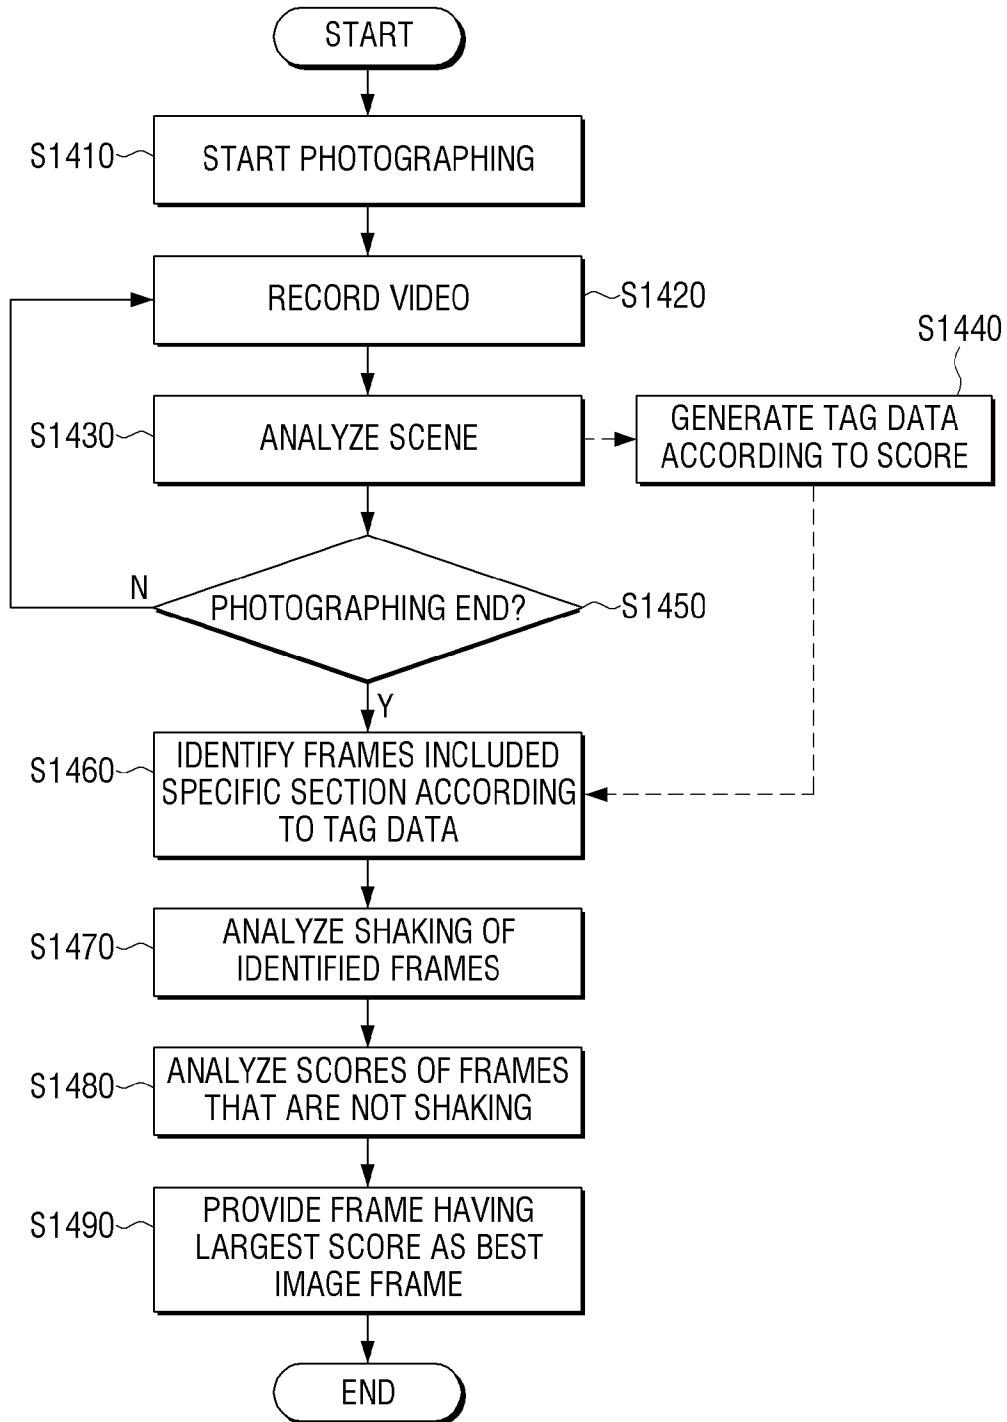 START
S1410
START PHOTOGRAPHING
RECORD VIDEO
S1420
S1440
S1430
ANALYZE SCENE
GENERATE TAG DATA
ACCORDING TO SCORE
N
PHOTOGRAPHING END?
S1450
Y
S1460
IDENTIFY FRAMES INCLUDED
SPECIFIC SECTION ACCORDING
TO TAG DATA
S1470
ANALYZE SHAKING OF
IDENTIFIED FRAMES
S1480
ANALYZE SCORES OF FRAMES
THAT ARE NOT SHAKING
S1490
PROVIDE FRAME HAVING
LARGEST SCORE AS BEST
IMAGE FRAME
END